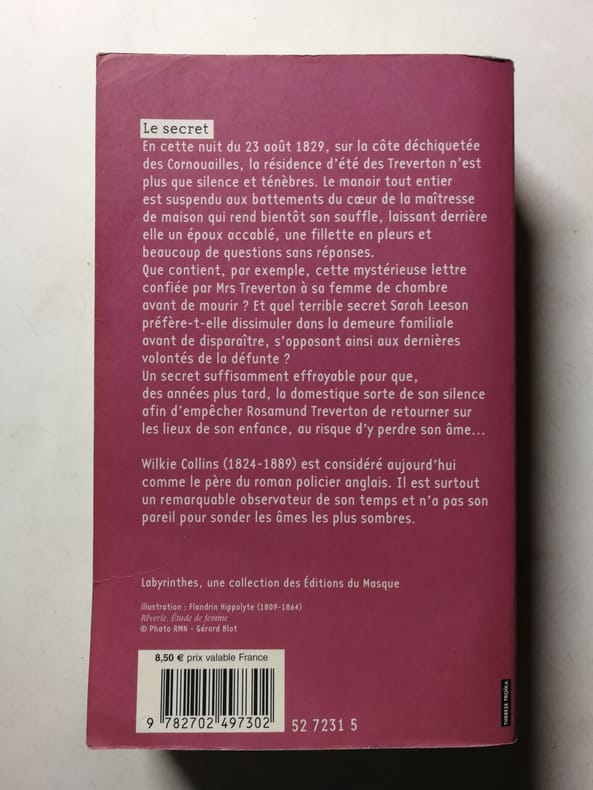 Le secret
En cette nuit du 23 août 1829, sur la côte déchiquetée
des Cornouailles, la résidence d'été des Treverton n'est
plus que silence et ténèbres. Le manoir tout entier
est suspendu aux battements du cœur de la maîtresse
de maison qui rend bientôt son souffle, laissant derrière
elle un époux accablé, une fillette en pleurs et
beaucoup de questions sans réponses.
Que contient, par exemple, cette mystérieuse lettre
confiée par Mrs Treverton à sa femme de chambre
avant de mourir ? Et quel terrible secret Sarah Leeson
préfère-t-elle dissimuler dans la demeure familiale
avant de disparaître, s'opposant ainsi aux dernières
volontés de la défunte ?
Un secret suffisamment effroyable pour que,
des années plus tard, la domestique sorte de son silence
afin d'empêcher Rosamund Treverton de retourner sur
les lieux de son enfance, au risque d'y perdre son âme...
Wilkie Collins (1824-1889) est considéré aujourd'hui
comme le père du roman policier anglais. Il est surtout
un remarquable observateur de son temps et n'a pas son
pareil pour sonder les âmes les plus sombres.
Labyrinthes, une collection des Éditions du Masque
illustration : Flandrin Hippolyte (1809-1864)
Rêverie. Étude de femme
© Photo RMN - Gérard Blot
8,50 € prix valable France
9 782702 497302
52 7231 5
THERESE TROÏKA